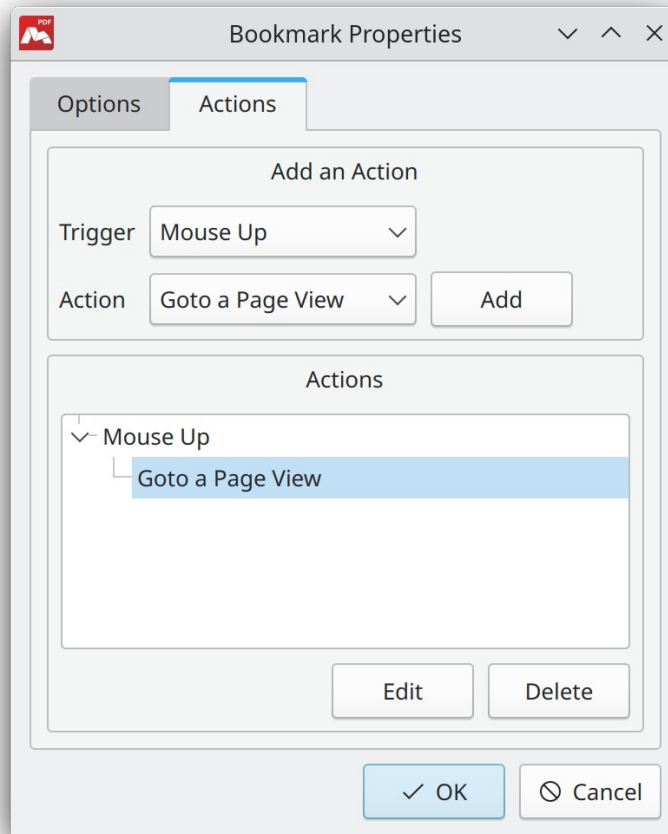 PDF
Bookmark Properties
Options
Actions
Add an Action
Trigger
Mouse Up
Action
Goto a Page View
Add
Actions
Mouse Up
Goto a Page View
Edit
Delete
OK
Cancel